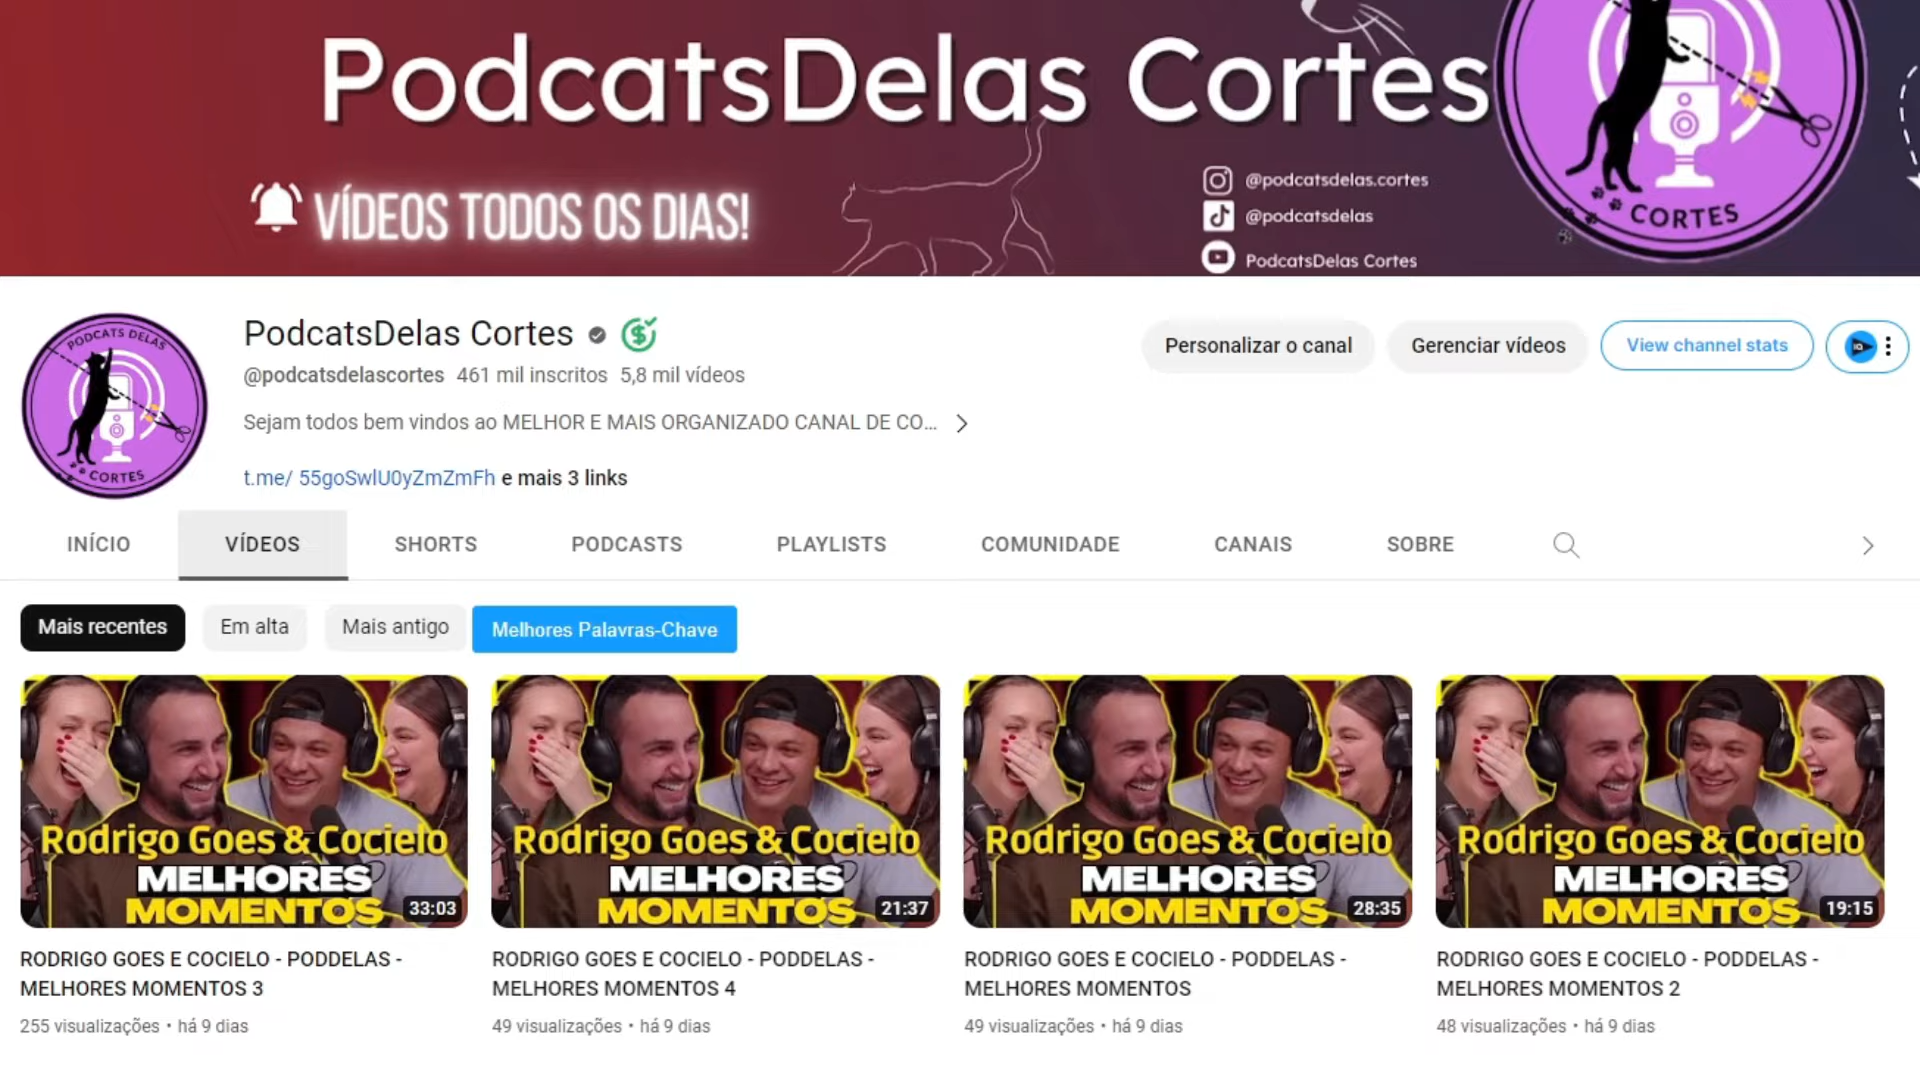 PodcatsDelas Cortes
VÍDEOS TODOS OS DIAS!
@podcatsdelas.cortes
@podcatsdelas
PodcatsDelas Cortes
CORTES
PODCATS DELAS
CORTES
PodcatsDelas Cortes
@podcatsdelascortes 461 mil inscritos 5,8 mil vídeos
Sejam todos bem vindos ao MELHOR E MAIS ORGANIZADO CANAL DE CO...
t.me/ 55goSwlU0yZmZmFh e mais 3 links
Personalizar o canal
Gerenciar vídeos
View channel stats
INÍCIO VÍDEOS SHORTS PODCASTS PLAYLISTS COMUNIDADE CANAIS SOBRE
Mais recentes Em alta Mais antigo Melhores Palavras-Chave
Rodrigo Goes & Cocielo
MELHORES
MOMENTOS
33:03
RODRIGO GOES E COCIELO - PODDELAS -
MELHORES MOMENTOS 3
255 visualizações • há 9 dias
Rodrigo Goes & Cocielo
MELHORES
MOMENTOS
21:37
RODRIGO GOES E COCIELO - PODDELAS -
MELHORES MOMENTOS 4
49 visualizações • há 9 dias
Rodrigo Goes & Cocielo
MELHORES
MOMENTOS
28:35
RODRIGO GOES E COCIELO - PODDELAS -
MELHORES MOMENTOS
49 visualizações • há 9 dias
Rodrigo Goes & Cocielo
MELHORES
MOMENTOS
19:15
RODRIGO GOES E COCIELO - PODDELAS -
MELHORES MOMENTOS 2
48 visualizações • há 9 dias